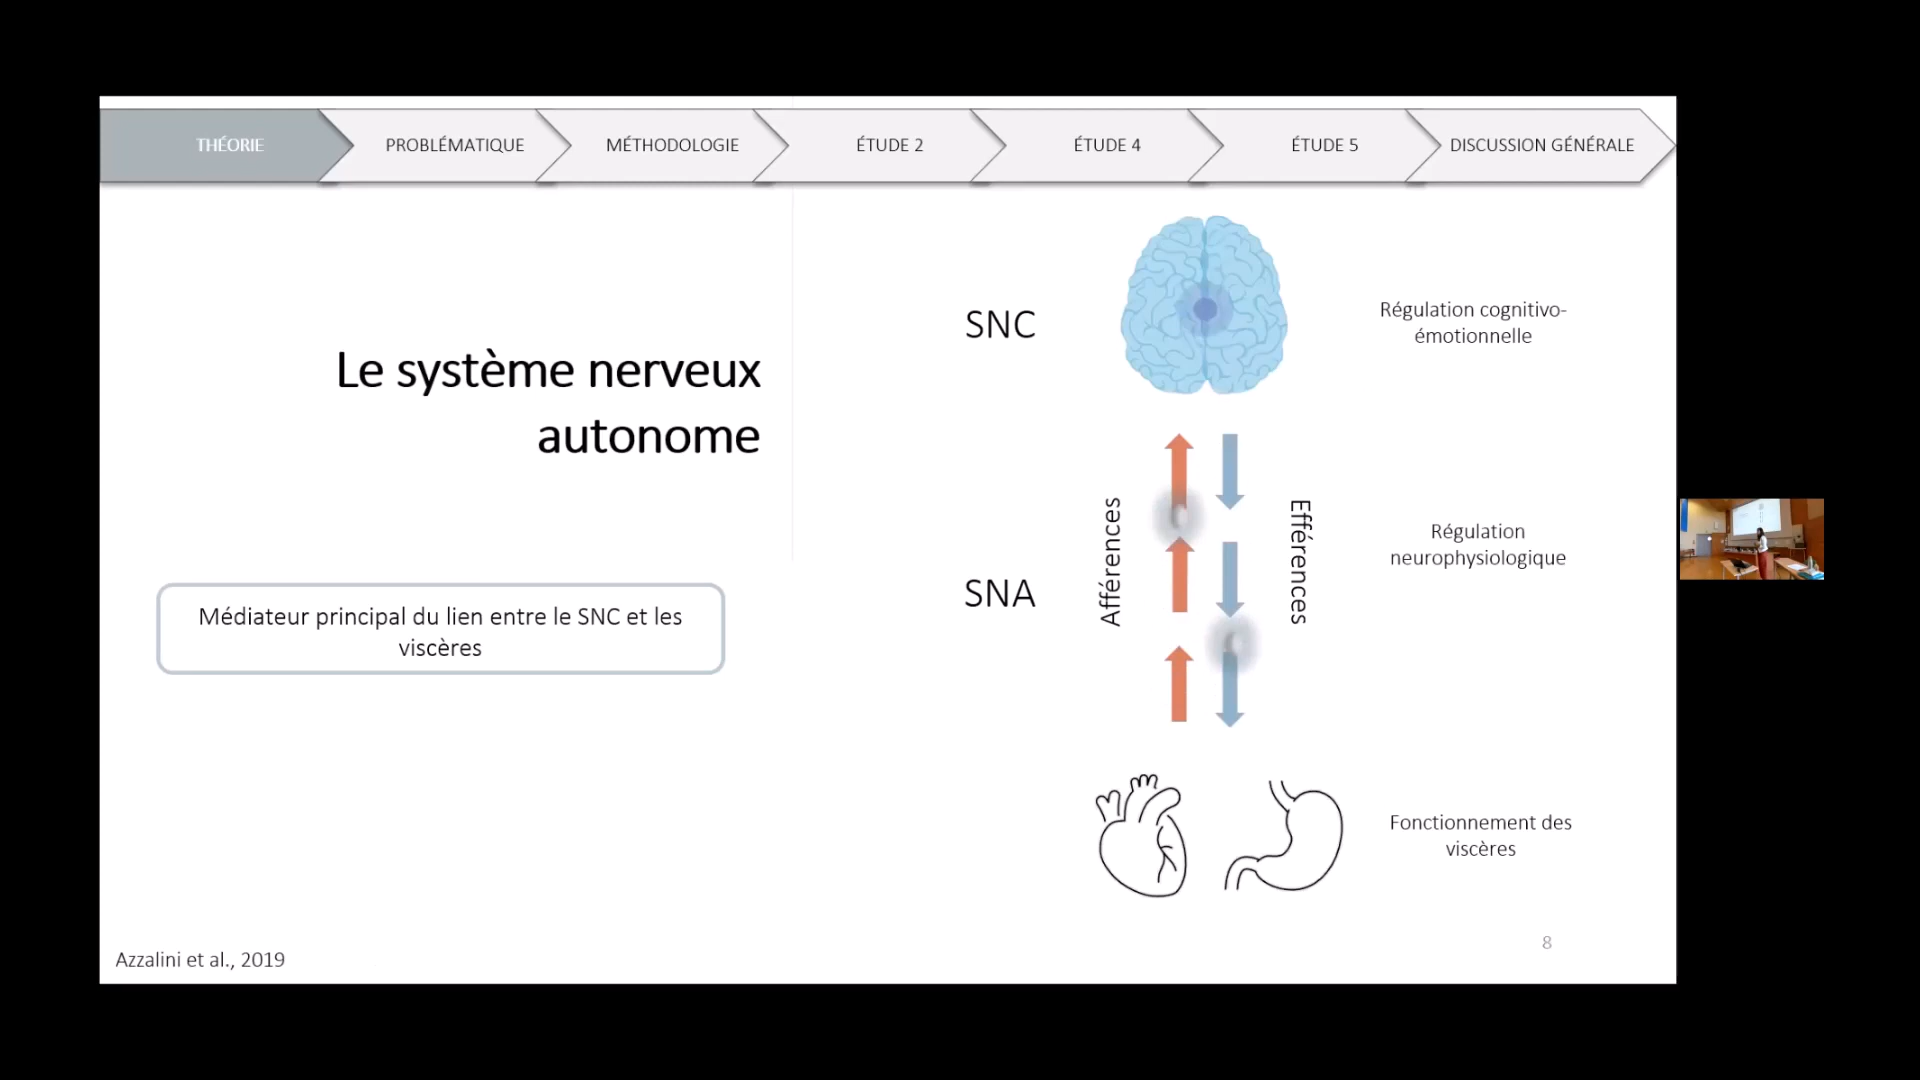 THÉORIE
PROBLÉMATIQUE
MÉTHODOLOGIE
ÉTUDE 2
ÉTUDE 4
ÉTUDE 5
DISCUSSION GÉNÉRALE
Le système nerveux
autonome
Médiateur principal du lien entre le SNC et les
viscères
SNC
Régulation cognitivo-
émotionnelle
SNA
Afférences
Efférences
Régulation
neurophysiologique
Fonctionnement des
viscères
Azzalini et al., 2019
8